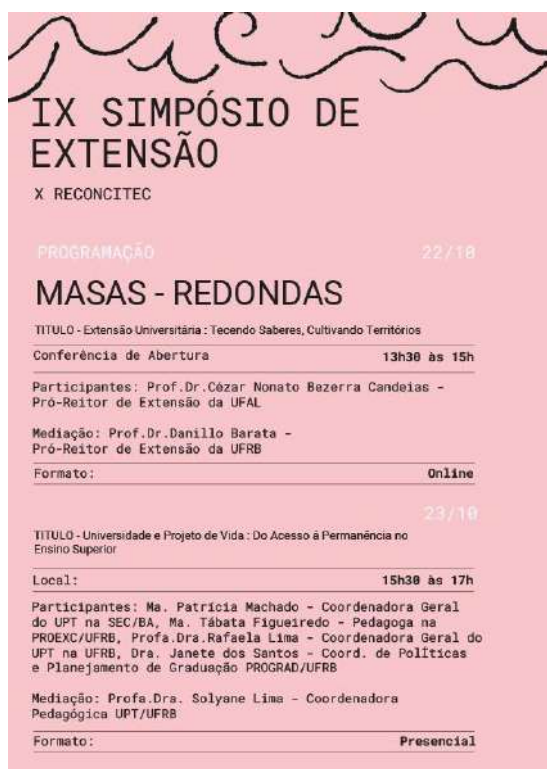 IX SIMPÓSIO DE
EXTENSÃO
X RECONCITEC
PROGRAMAÇÃO 22/10
MASAS - REDONDAS
TITULO - Extensão Universitária : Tecendo Saberes, Cultivando Territórios
Conferência de Abertura 13h30 às 15h
Participantes: Prof.Dr.Cézar Nonato Bezerra Candeias -
Pró-Reitor de Extensão da UFAL
Mediação: Prof.Dr.Danillo Barata -
Pró-Reitor de Extensão da UFRB
Formato: Online
23/10
TITULO - Universidade e Projeto de Vida : Do Acesso á Permanência no
Ensino Superior
Local: 15h30 às 17h
Participantes: Ma. Patrícia Machado - Coordenadora Geral
do UPT na SEC/BA, Ma. Tábata Figueiredo - Pedagoga na
PROEXC/UFRB, Profa.Dra.Rafaela Lima - Coordenadora Geral do
UPT na UFRB, Dra. Janete dos Santos - Coord. de Políticas
e Planejamento de Graduação PROGRAD/UFRB
Mediação: Profa.Dra. Solyane Lima - Coordenadora
Pedagógica UPT/UFRB
Formato: Presencial